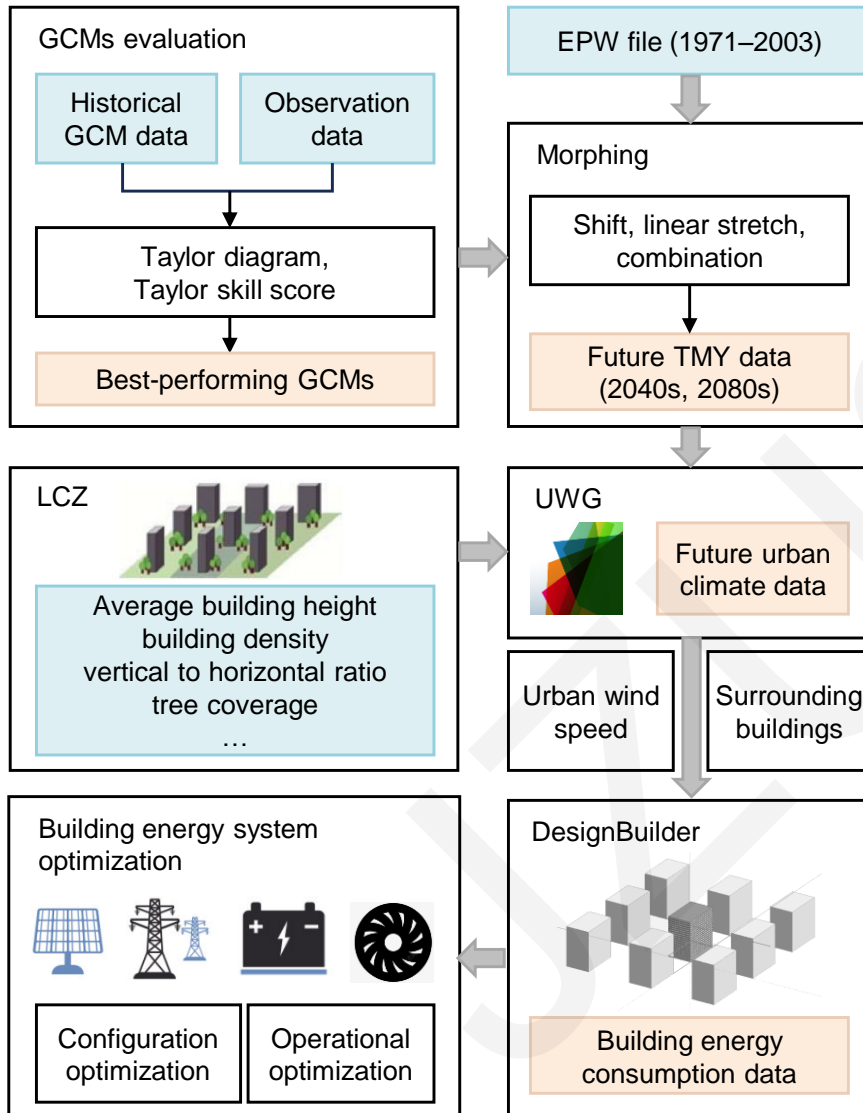 GCMs evaluation
Historical
GCM data
Observation
data
Taylor diagram,
Taylor skill score
Best-performing GCMs
EPW file (1971–2003)
Morphing
Shift, linear stretch,
combination
Future TMY data
(2040s, 2080s)
LCZ
Average building height
building density
vertical to horizontal ratio
tree coverage
…
UWG
Future urban
climate data
Urban wind
speed
Surrounding
buildings
DesignBuilder
Building energy
consumption data
Building energy system
optimization
Configuration
optimization
Operational
optimization